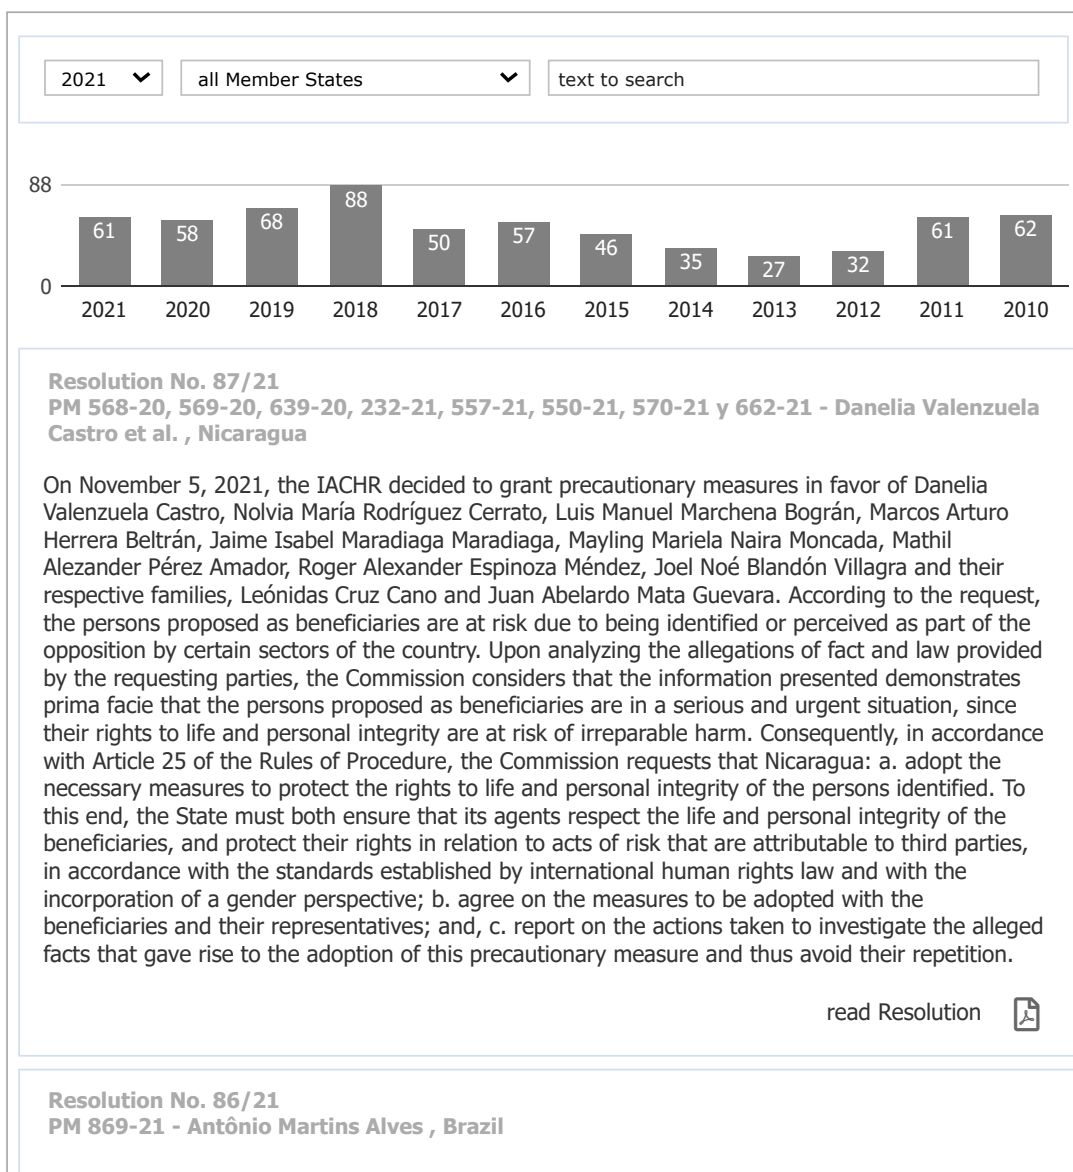 2021 all Member States text to search
88
61 58 68 88 50 57 46 35 27 32 61 62
0
2021 2020 2019 2018 2017 2016 2015 2014 2013 2012 2011 2010
Resolution No. 87/21
PM 568-20, 569-20, 639-20, 232-21, 557-21, 550-21, 570-21 y 662-21 - Danelia Valenzuela
Castro et al. , Nicaragua
On November 5, 2021, the IACHR decided to grant precautionary measures in favor of Danelia
Valenzuela Castro, Nolvia María Rodríguez Cerrato, Luis Manuel Marchena Bográn, Marcos Arturo
Herrera Beltrán, Jaime Isabel Maradiaga Maradiaga, Mayling Mariela Naira Moncada, Mathil
Alezander Pérez Amador, Roger Alexander Espinoza Méndez, Joel Noé Blandón Villagra and their
respective families, Leónidas Cruz Cano and Juan Abelardo Mata Guevara. According to the request,
the persons proposed as beneficiaries are at risk due to being identified or perceived as part of the
opposition by certain sectors of the country. Upon analyzing the allegations of fact and law provided
by the requesting parties, the Commission considers that the information presented demonstrates
prima facie that the persons proposed as beneficiaries are in a serious and urgent situation, since
their rights to life and personal integrity are at risk of irreparable harm. Consequently, in accordance
with Article 25 of the Rules of Procedure, the Commission requests that Nicaragua: a. adopt the
necessary measures to protect the rights to life and personal integrity of the persons identified. To
this end, the State must both ensure that its agents respect the life and personal integrity of the
beneficiaries, and protect their rights in relation to acts of risk that are attributable to third parties,
in accordance with the standards established by international human rights law and with the
incorporation of a gender perspective; b. agree on the measures to be adopted with the
beneficiaries and their representatives; and, c. report on the actions taken to investigate the alleged
facts that gave rise to the adoption of this precautionary measure and thus avoid their repetition.
read Resolution
Resolution No. 86/21
PM 869-21 - Antônio Martins Alves , Brazil